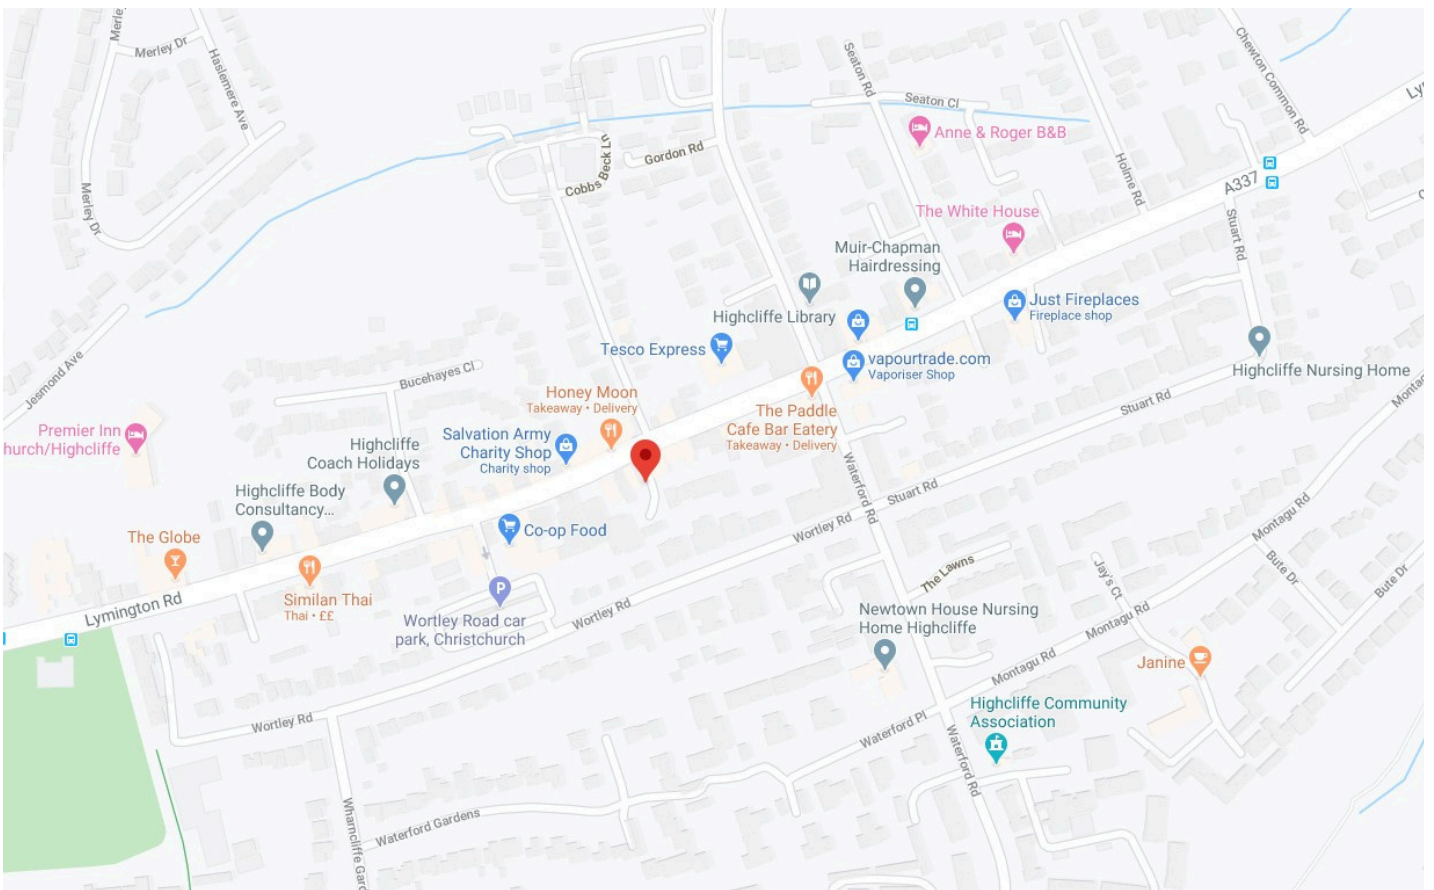 Merley
Merley Dr
Haslemere Ave
Merley Dr
Seaton Rd
Seaton Cl
Chewton Common Rd
Anne & Roger B&B
Gordon Rd
Cobbs Beck Ln
Holme Rd
A337
The White House
Stuart Rd
Muir-Chapman
Hairdressing
Just Fireplaces
Fireplace shop
Highcliffe Library
Tesco Express
vapourtrade.com
Vaporiser Shop
Highcliffe Nursing Home
Jesmond Ave
Bucehayes Cl
Honey Moon
Takeaway • Delivery
The Paddle
Cafe Bar Eatery
Takeaway • Delivery
Stuart Rd
Premier Inn
hurch/Highcliffe
Highcliffe
Coach Holidays
Salvation Army
Charity Shop
Charity shop
Highcliffe Body
Consultancy...
Waterford Rd
Stuart Rd
Montagu Rd
The Globe
Co-op Food
Wortley Rd
P
Similan Thai
Thai • ££
Lymington Rd
Wortley Road car
park, Christchurch
Wortley Rd
The Lawns
Jay's Ct
Bute Dr
Bute Dr
Newtown House Nursing
Home Highcliffe
Montagu Rd
Montagu Rd
Janine
Wortley Rd
Highcliffe Community
Association
Waterford Pl
Waterford Rd
Waterford Gardens
Wharncliffe Gard